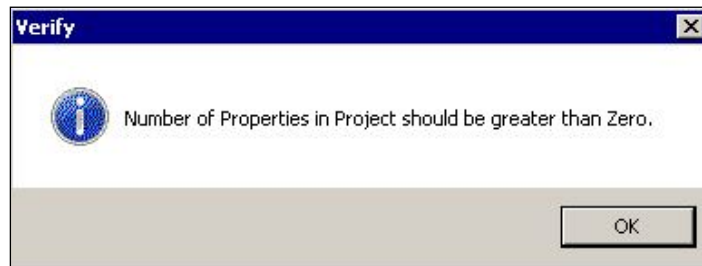 Verify
Number of Properties in Project should be greater than Zero.
OK